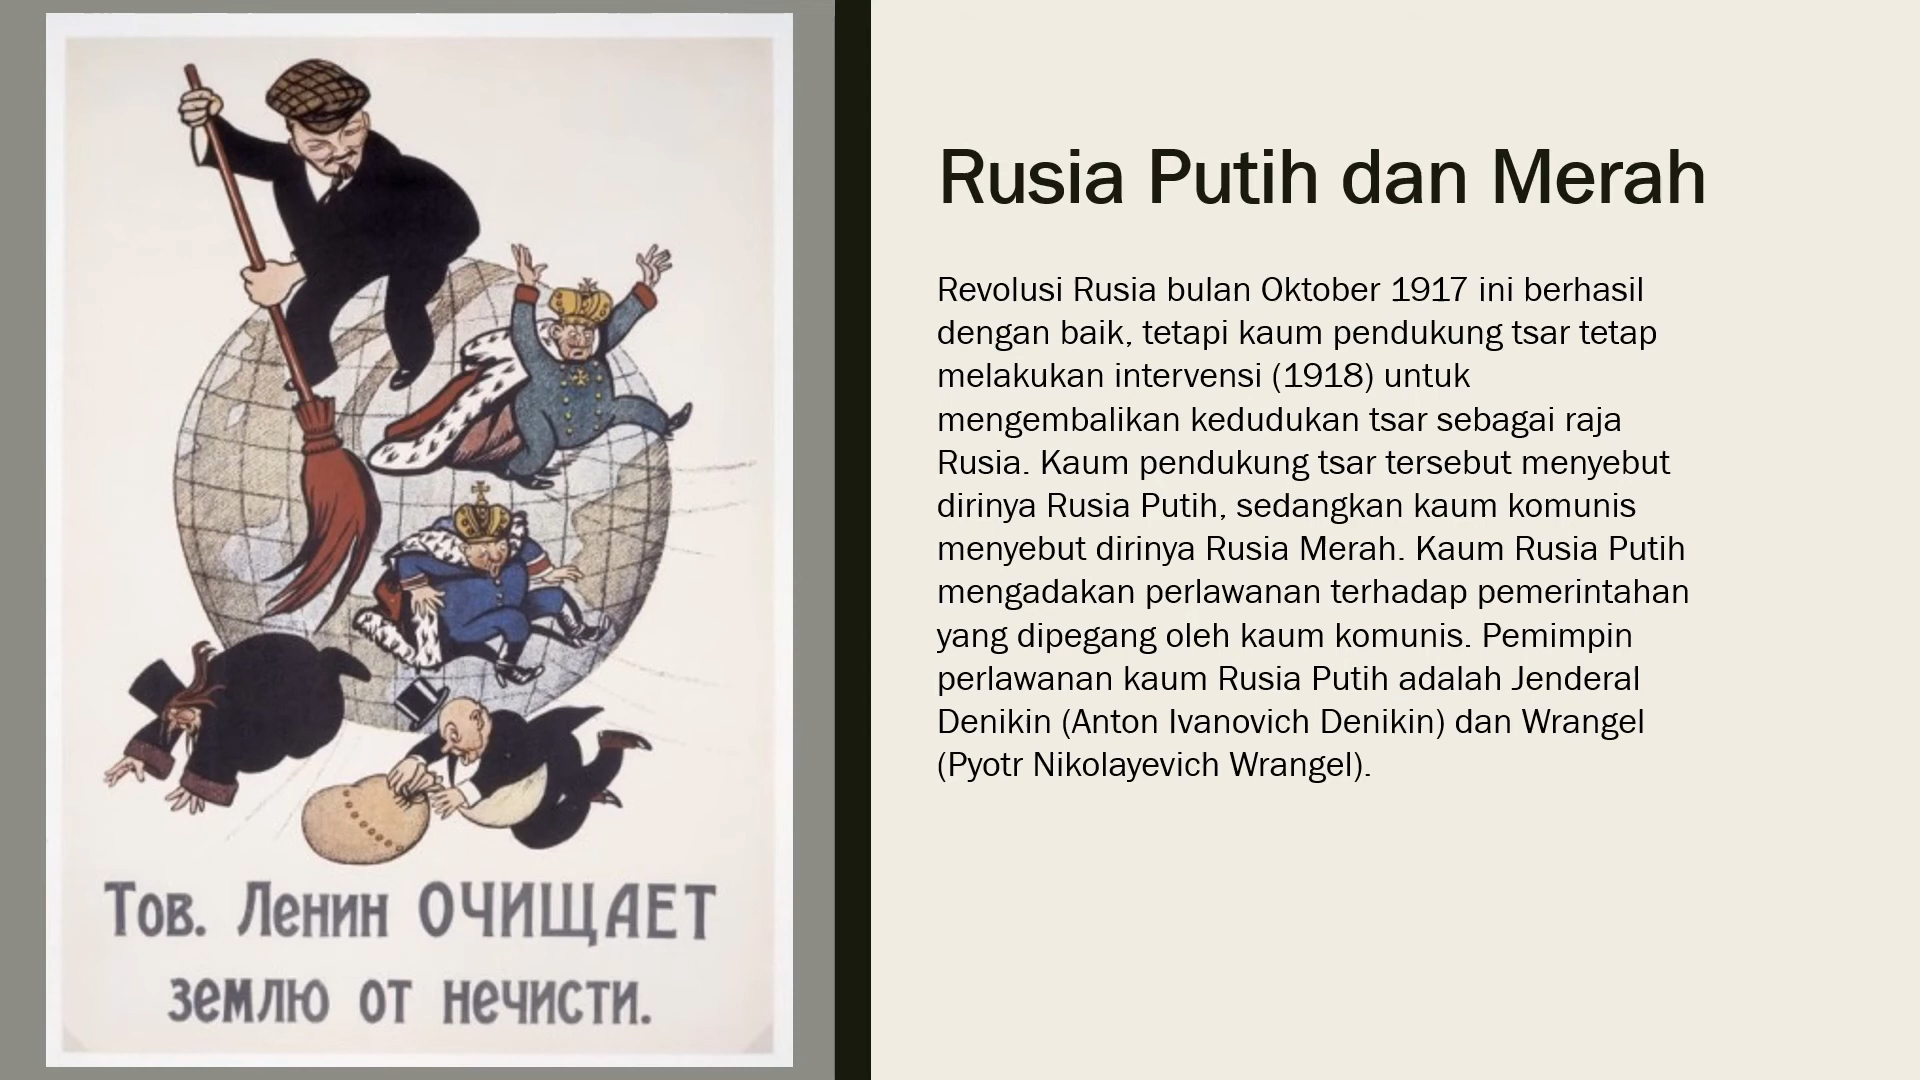 Тов. Ленин ОЧИЩАЕТ
землю от нечисти.
Rusia Putih dan Merah
Revolusi Rusia bulan Oktober 1917 ini berhasil
dengan baik, tetapi kaum pendukung tsar tetap
melakukan intervensi (1918) untuk
mengembalikan kedudukan tsar sebagai raja
Rusia. Kaum pendukung tsar tersebut menyebut
dirinya Rusia Putih, sedangkan kaum komunis
menyebut dirinya Rusia Merah. Kaum Rusia Putih
mengadakan perlawanan terhadap pemerintahan
yang dipegang oleh kaum komunis. Pemimpin
perlawanan kaum Rusia Putih adalah Jenderal
Denikin (Anton Ivanovich Denikin) dan Wrangel
(Pyotr Nikolayevich Wrangel).